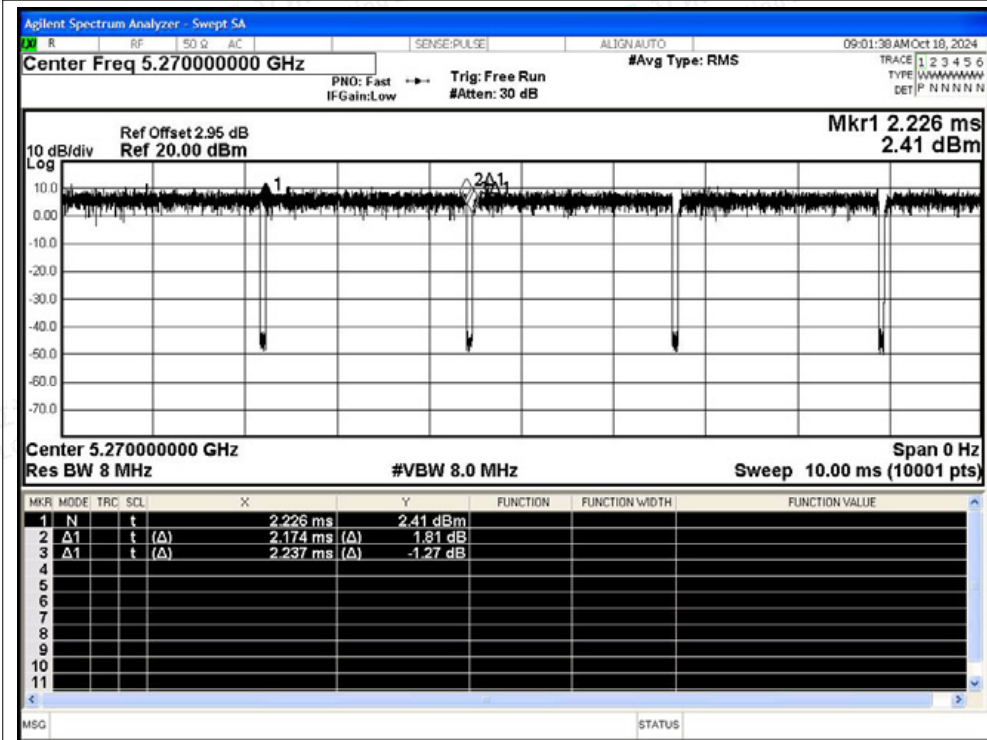 Agilent Spectrum Analyzer - Swept SA
LXI R RF 50 Ω AC SENSE:PULSE ALIGN AUTO 09:01:38 AM Oct 18, 2024
Center Freq 5.270000000 GHz #Avg Type: RMS TRACE 1 2 3 4 5 6
PNO: Fast Trig: Free Run TYPE WWWWWW
IFGain:Low #Atten: 30 dB DET P N N N N N
Mkr1 2.226 ms
Ref Offset 2.95 dB
10 dB/div Ref 20.00 dBm 2.41 dBm
Log
10.0
1
2Δ1
0.00
-10.0
-20.0
-30.0
-40.0
-50.0
-60.0
-70.0
Center 5.270000000 GHz Span 0 Hz
Res BW 8 MHz #VBW 8.0 MHz Sweep 10.00 ms (10001 pts)
MKR MODE TRC SCL X Y FUNCTION FUNCTION WIDTH FUNCTION VALUE
1 N t 2.226 ms 2.41 dBm
2 Δ1 t (Δ) 2.174 ms (Δ) 1.81 dB
3 Δ1 t (Δ) 2.237 ms (Δ) -1.27 dB
4
5
6
7
8
9
10
11
MSG STATUS